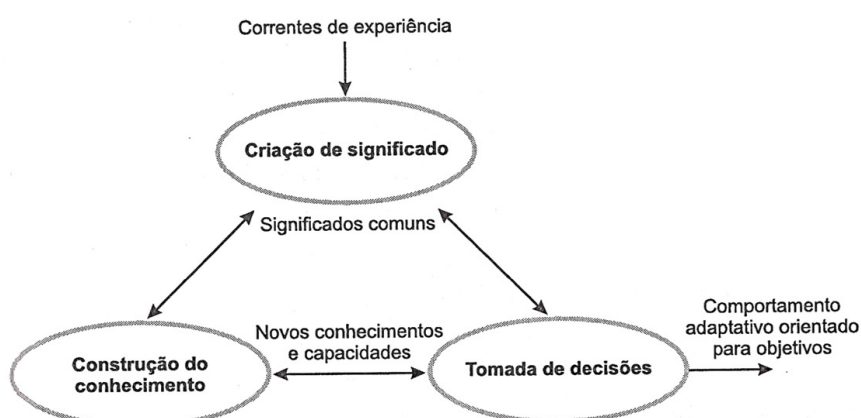 Correntes de experiência
Criação de significado
Significados comuns
Novos conhecimentos
e capacidades
Construção do
conhecimento
Tomada de decisões
Comportamento
adaptativo orientado
para objetivos